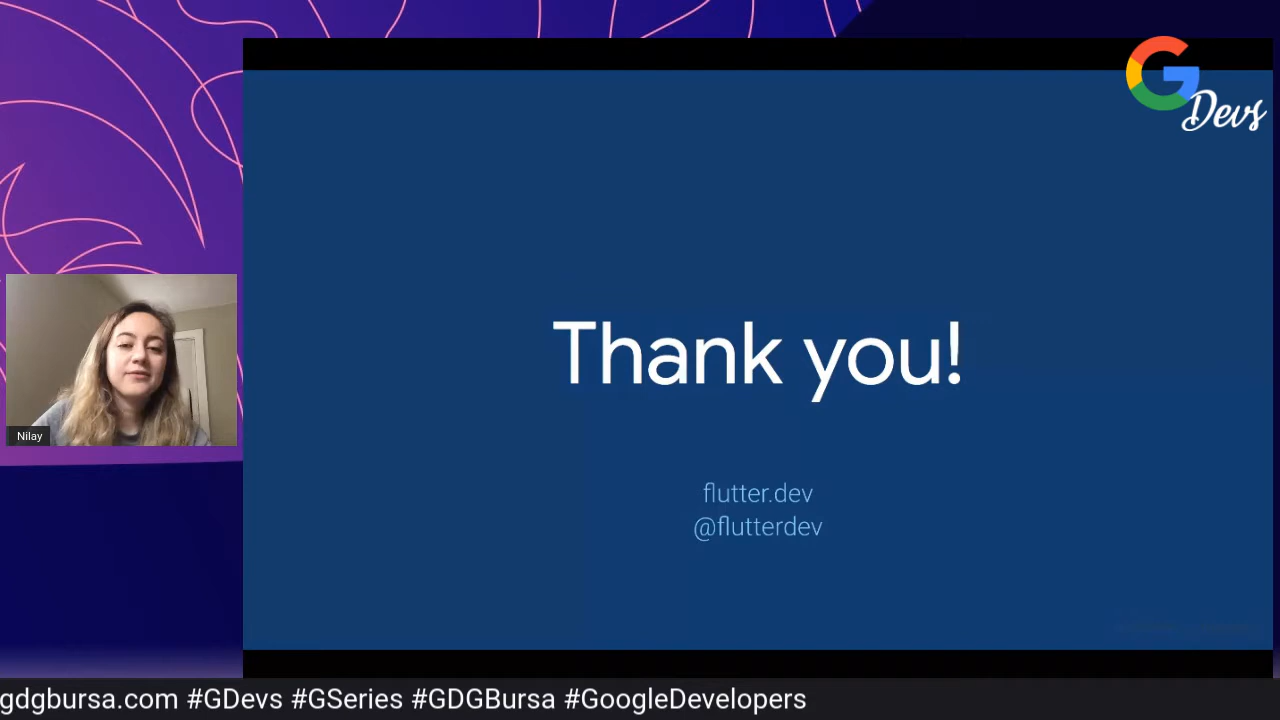 Devs
Thank you!
flutter.dev
@flutterdev
Nilay
gdgbursa.com #GDevs #GSeries #GDGBursa #GoogleDevelopers